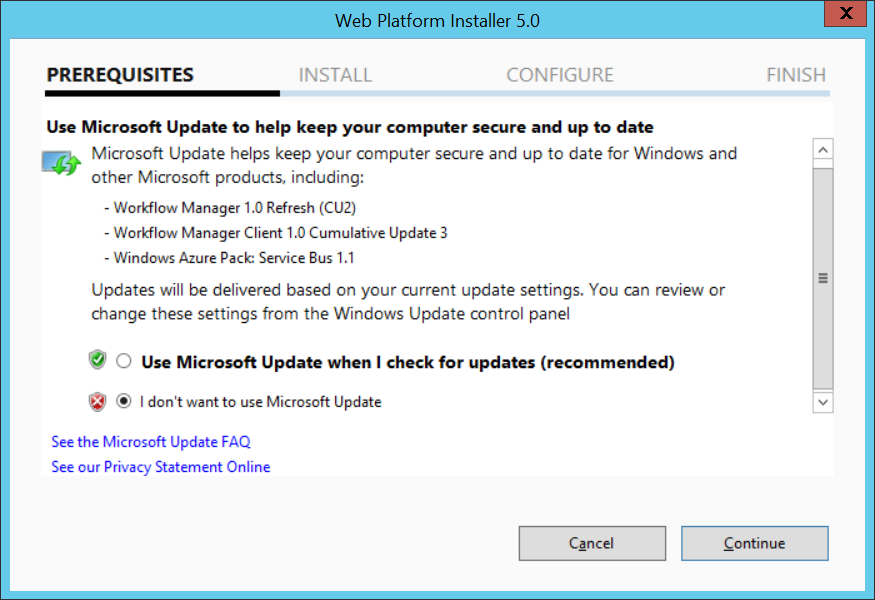 Web Platform Installer 5.0
X
PREREQUISITES
INSTALL
CONFIGURE
FINISH
Use Microsoft Update to help keep your computer secure and up to date
Microsoft Update helps keep your computer secure and up to date for Windows and
other Microsoft products, including:
- Workflow Manager 1.0 Refresh (CU2)
- Workflow Manager Client 1.0 Cumulative Update 3
- Windows Azure Pack: Service Bus 1.1
Updates will be delivered based on your current update settings. You can review or
change these settings from the Windows Update control panel
Use Microsoft Update when I check for updates (recommended)
I don't want to use Microsoft Update
See the Microsoft Update FAQ
See our Privacy Statement Online
Cancel
Continue